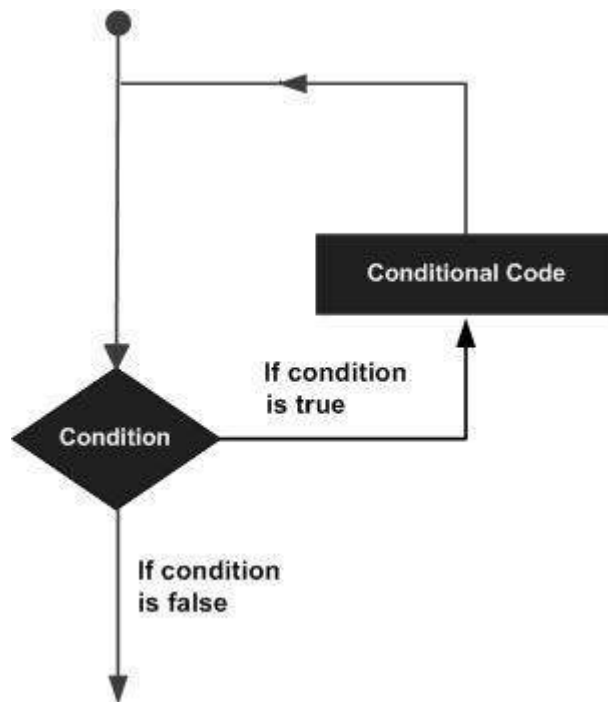 Conditional Code
If condition
is true
Condition
If condition
is false